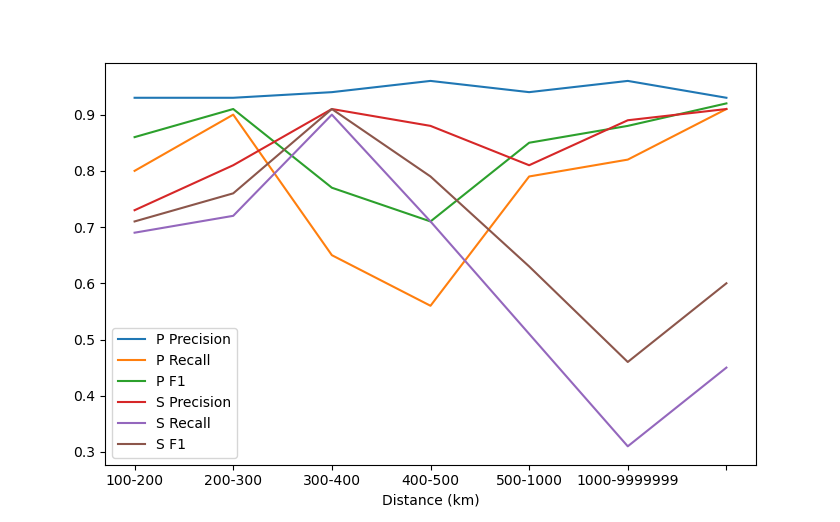 0.9
0.8
0.7
0.6
0.5
0.4
0.3
P Precision
P Recall
P F1
S Precision
S Recall
S F1
100-200 200-300 300-400 400-500 500-1000 1000-9999999
Distance (km)